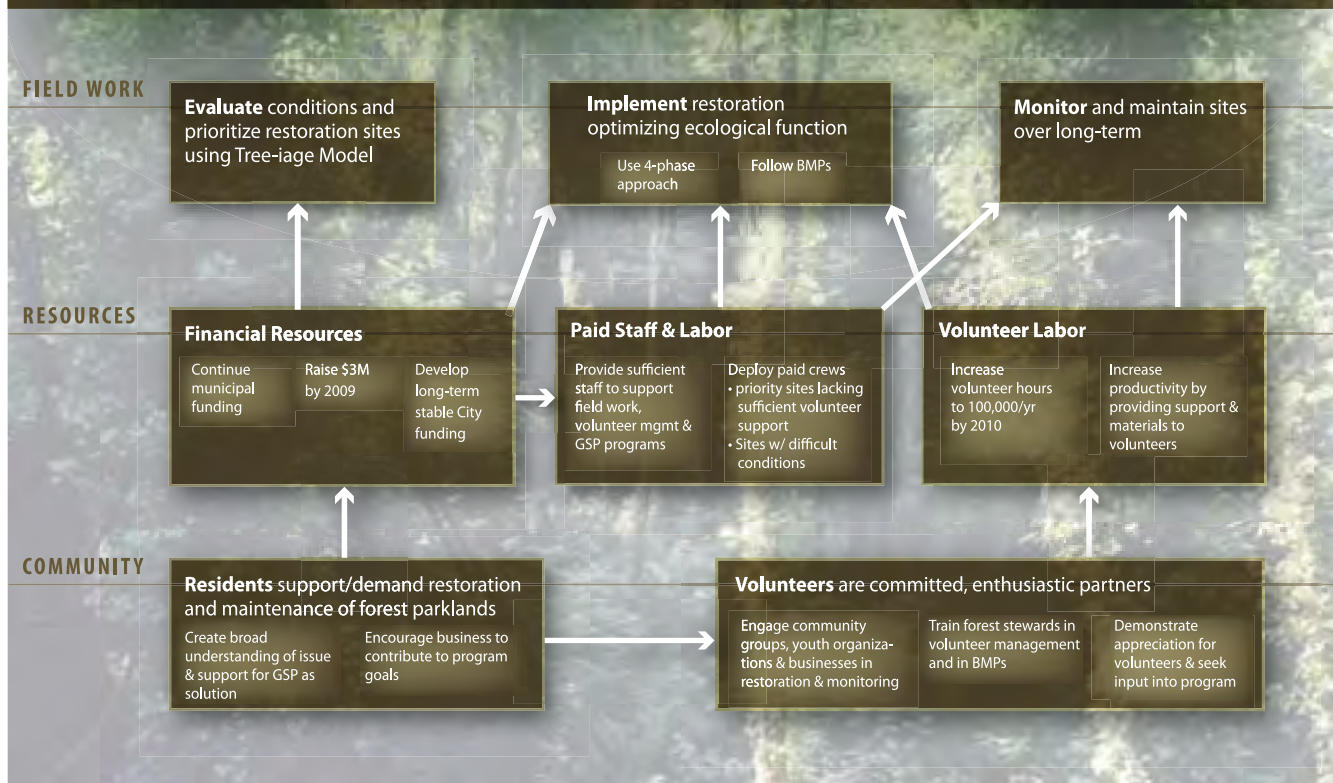 FIELD WORK
Evaluate conditions and
prioritize restoration sites
using Tree-iage Model
Implement restoration
optimizing ecological function
Use 4-phase
approach
Follow BMPs
Monitor and maintain sites
over long-term
RESOURCES
Financial Resources
Continue
municipal
funding
Raise $3M
by 2009
Develop
long-term
stable City
funding
Paid Staff & Labor
Provide sufficient
staff to support
field work,
volunteer mgmt &
GSP programs
Deploy paid crews
• priority sites lacking
sufficient volunteer
support
• Sites w/ difficult
conditions
Volunteer Labor
Increase
volunteer hours
to 100,000/yr
by 2010
Increase
productivity by
providing support &
materials to
volunteers
COMMUNITY
Residents support/demand restoration
and maintenance of forest parklands
Create broad
understanding of issue
& support for GSP as
solution
Encourage business to
contribute to program
goals
Volunteers are committed, enthusiastic partners
Engage community
groups, youth organiza-
tions & businesses in
restoration & monitoring
Train forest stewards in
volunteer management
and in BMPs
Demonstrate
appreciation for
volunteers & seek
input into program